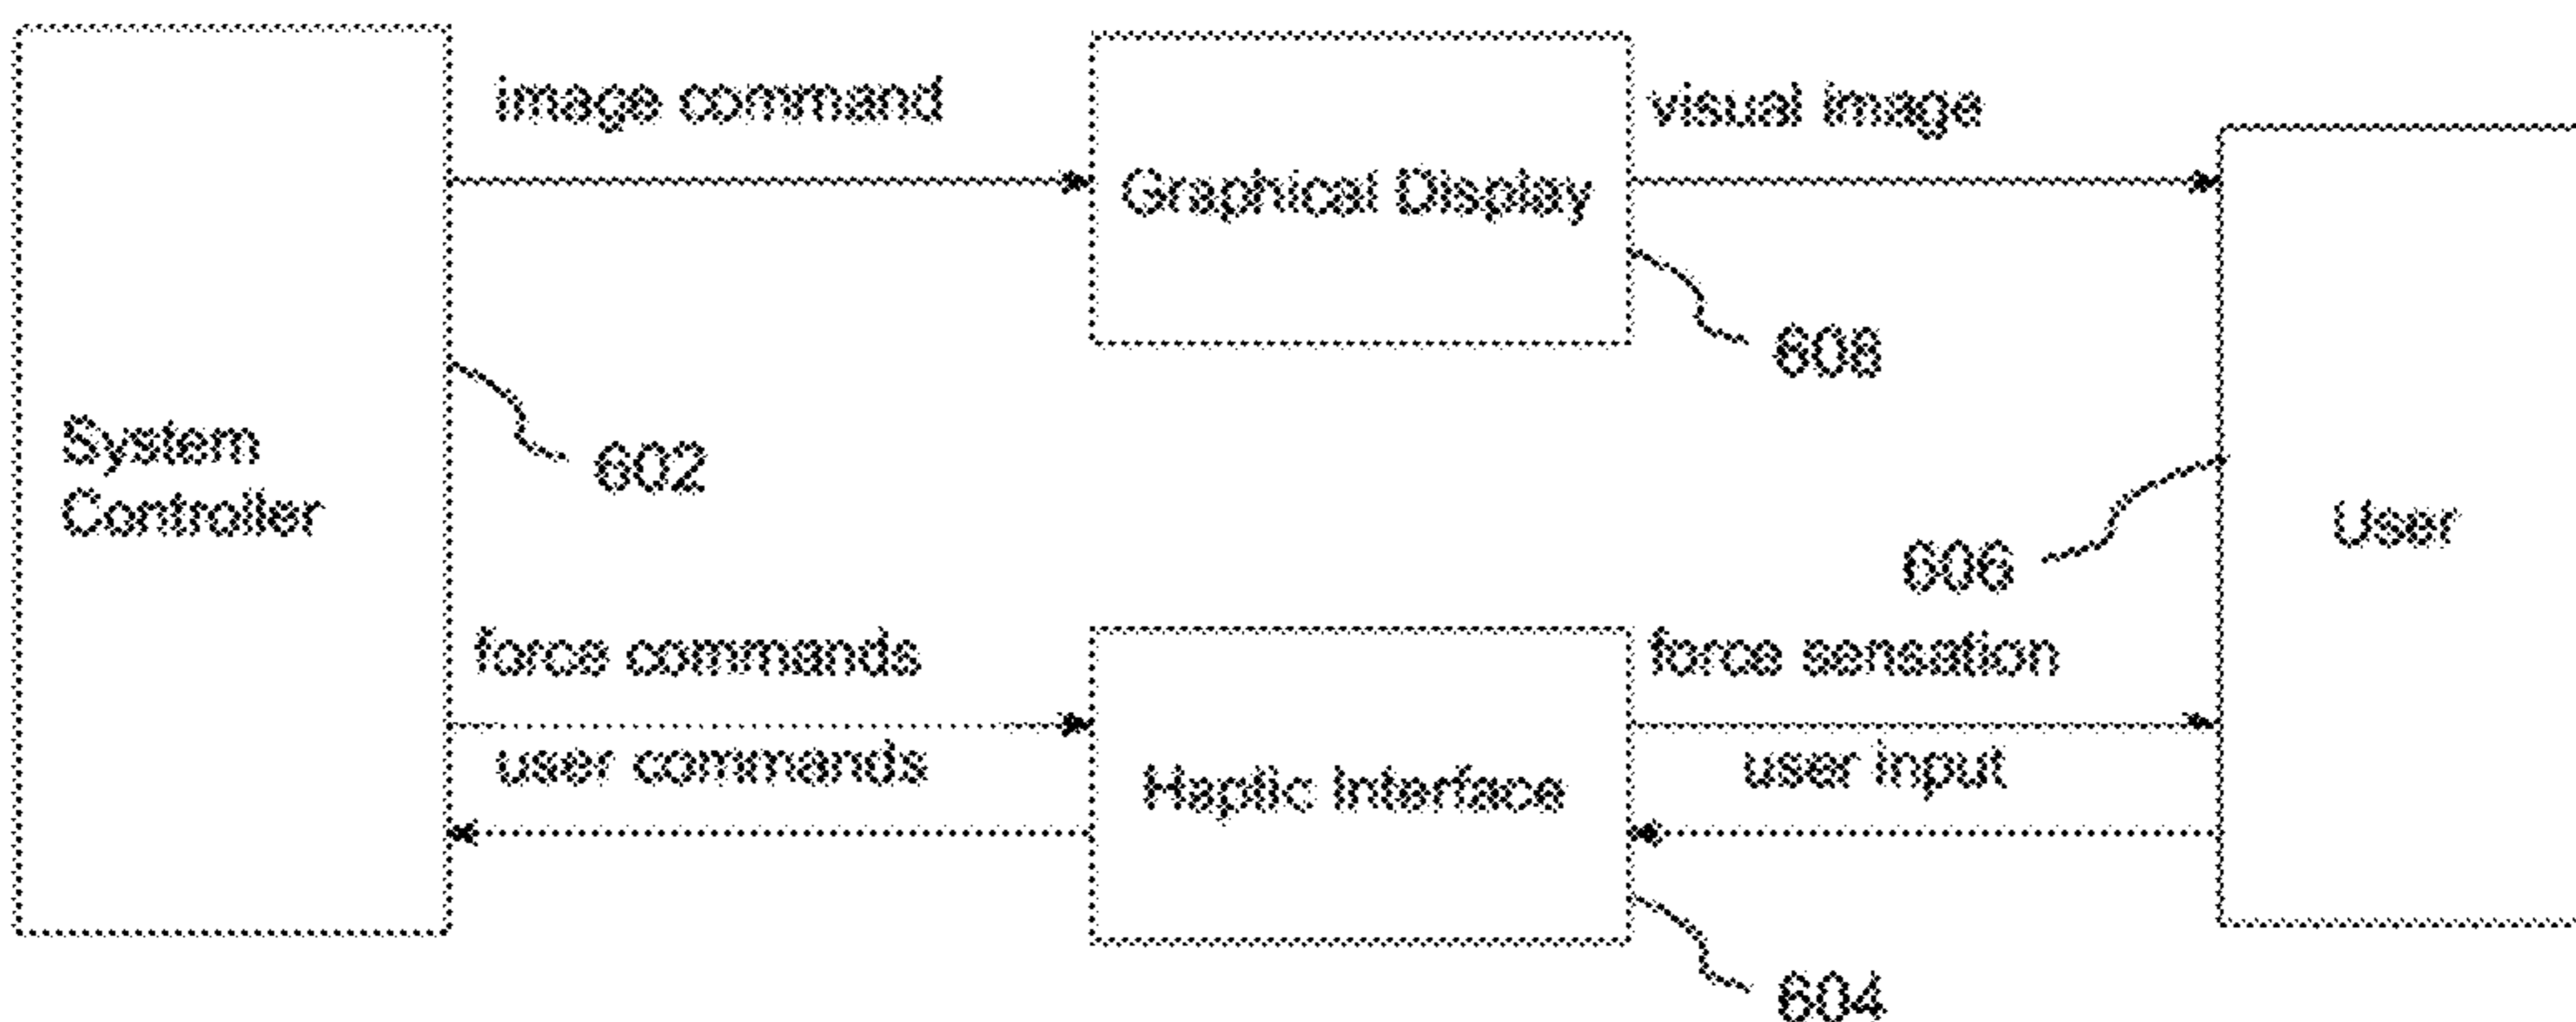 image command
visual image
Graphical Display
608
System
Controller
602
606
User
force commands
force sensation
user commands
Haptic Interface
user input
604